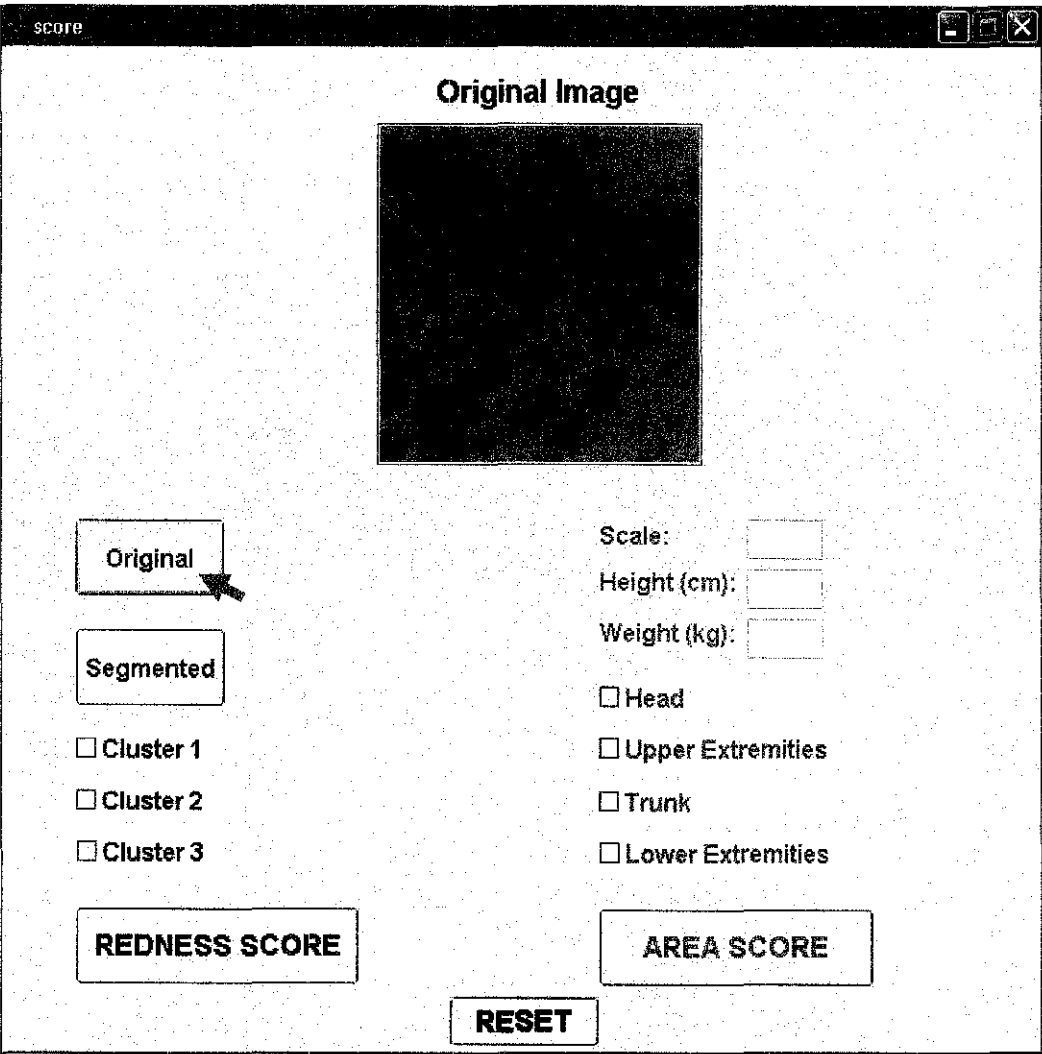 score
Original Image
Original
Segmented
Cluster 1
Cluster 2
Cluster 3
REDNESS SCORE
Scale:
Height (cm):
Weight (kg):
Head
Upper Extremities
Trunk
Lower Extremities
AREA SCORE
RESET